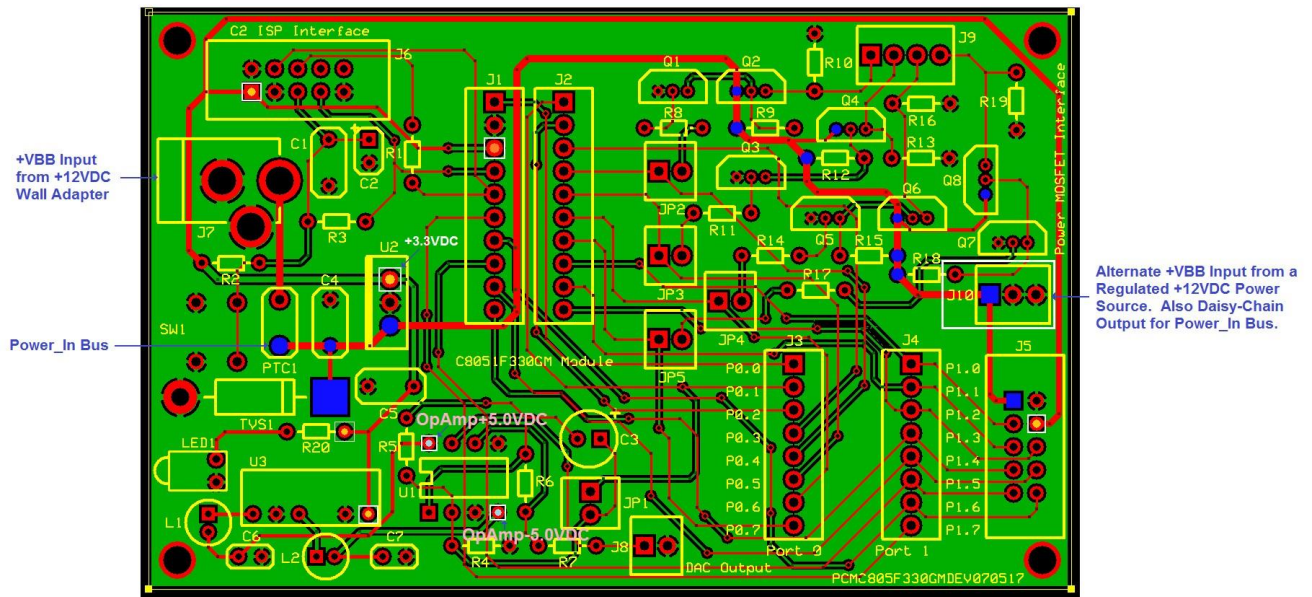 C2 ISP Interface
J6
J1
J2
Q1
Q2
R10
J9
R19
Power MOSFET Interface
C1
C2
R1
R8
R9
Q4
R16
Q3
R13
R12
Q8
+VBB Input
from +12VDC
Wall Adapter
J7
R3
JP2
R11
Q5
Q6
Q7
R2
U2
+3.3VDC
C4
R14
R15
R18
JP3
R17
J10
Alternate +VBB Input from a
Regulated +12VDC Power
Source. Also Daisy-Chain
Output for Power_In Bus.
SW1
Power_In Bus
PTC1
C8051F330GM Module
JP4
JP5
J3
J4
J5
P0.0
P0.1
P0.2
P0.3
P0.4
P0.5
P0.6
P0.7
P1.0
P1.1
P1.2
P1.3
P1.4
P1.5
P1.6
P1.7
TVS1
C5
OpAmp+5.0VDC
C3
LED1
R20
R5
U3
U1
R6
JP1
L1
OpAmp-5.0VDC
C6
L2
C7
R4
R7
J8
DAC Output
Port 0
Port 1
PCMC805F330GMDEV070517